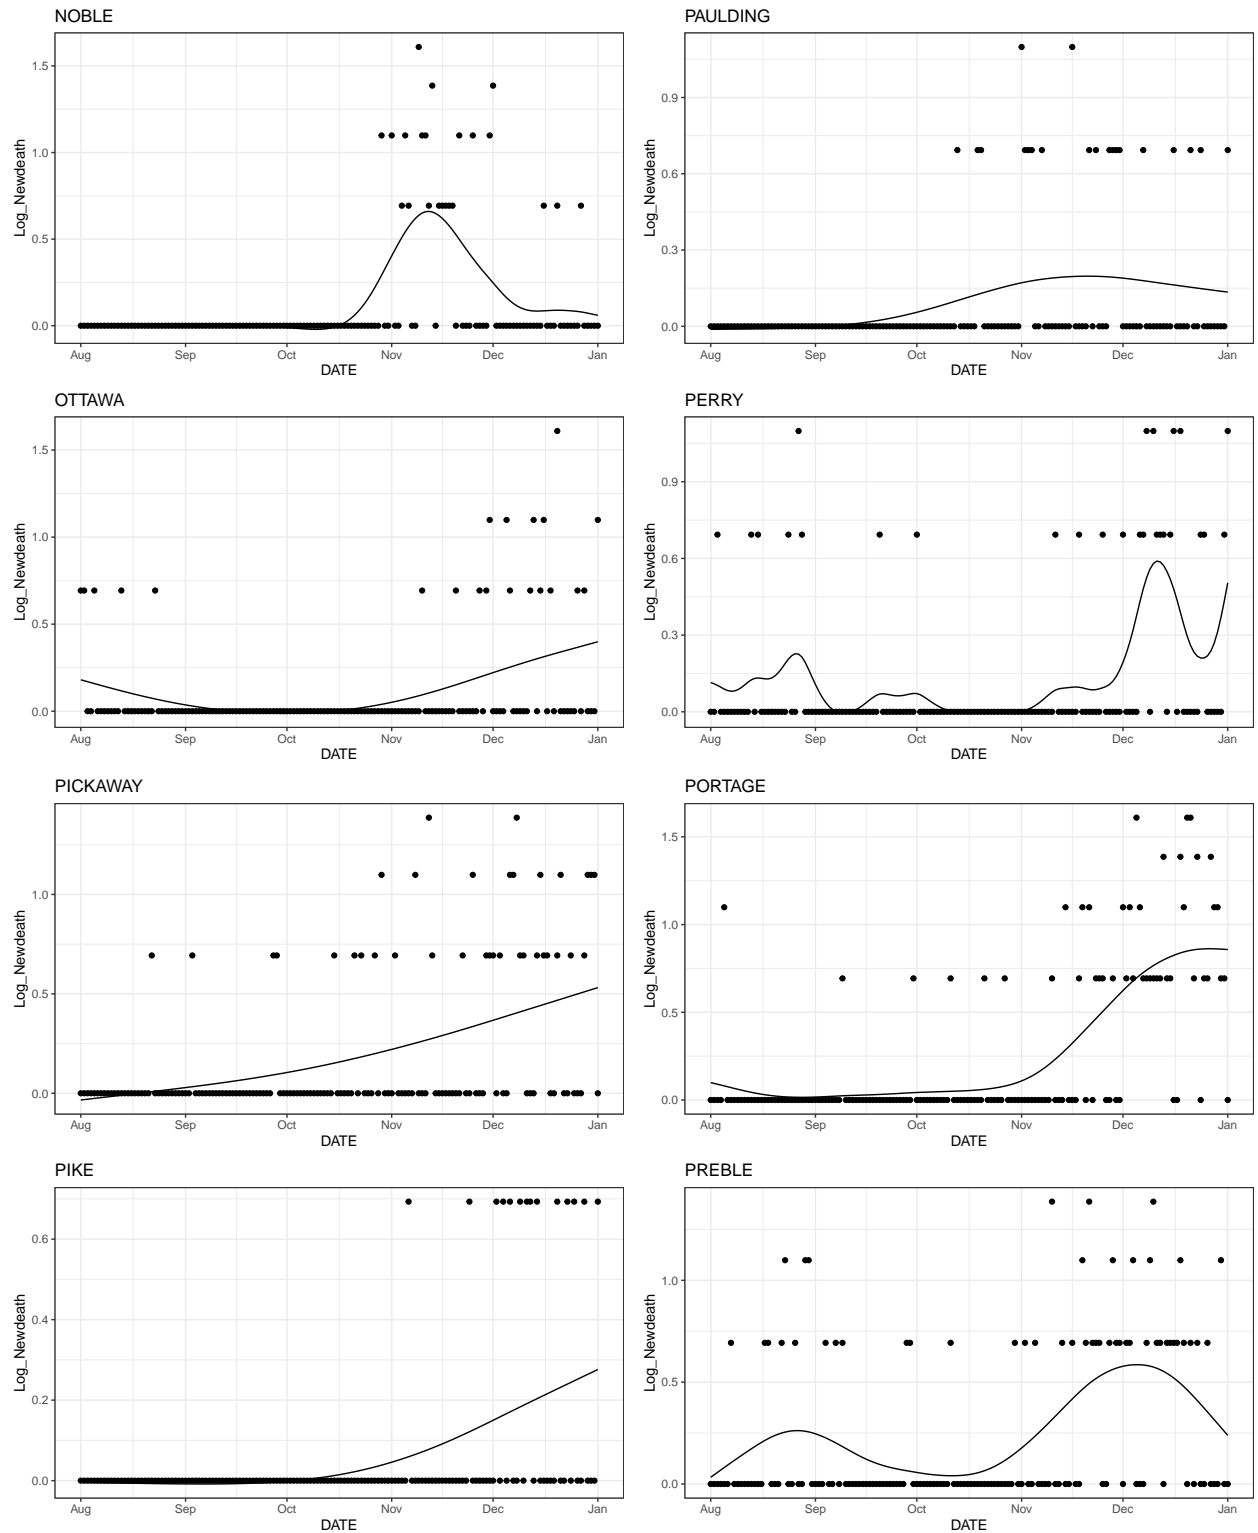 NOBLE
Log_Newdeath
1.5
1.0
0.5
0.0
Aug Sep Oct Nov Dec Jan
DATE
PAULDING
Log_Newdeath
0.9
0.6
0.3
0.0
Aug Sep Oct Nov Dec Jan
DATE
OTTAWA
Log_Newdeath
1.5
1.0
0.5
0.0
Aug Sep Oct Nov Dec Jan
DATE
PERRY
Log_Newdeath
0.9
0.6
0.3
0.0
Aug Sep Oct Nov Dec Jan
DATE
PICKAWAY
Log_Newdeath
1.0
0.5
0.0
Aug Sep Oct Nov Dec Jan
DATE
PORTAGE
Log_Newdeath
1.5
1.0
0.5
0.0
Aug Sep Oct Nov Dec Jan
DATE
PIKE
Log_Newdeath
0.6
0.4
0.2
0.0
Aug Sep Oct Nov Dec Jan
DATE
PREBLE
Log_Newdeath
1.0
0.5
0.0
Aug Sep Oct Nov Dec Jan
DATE